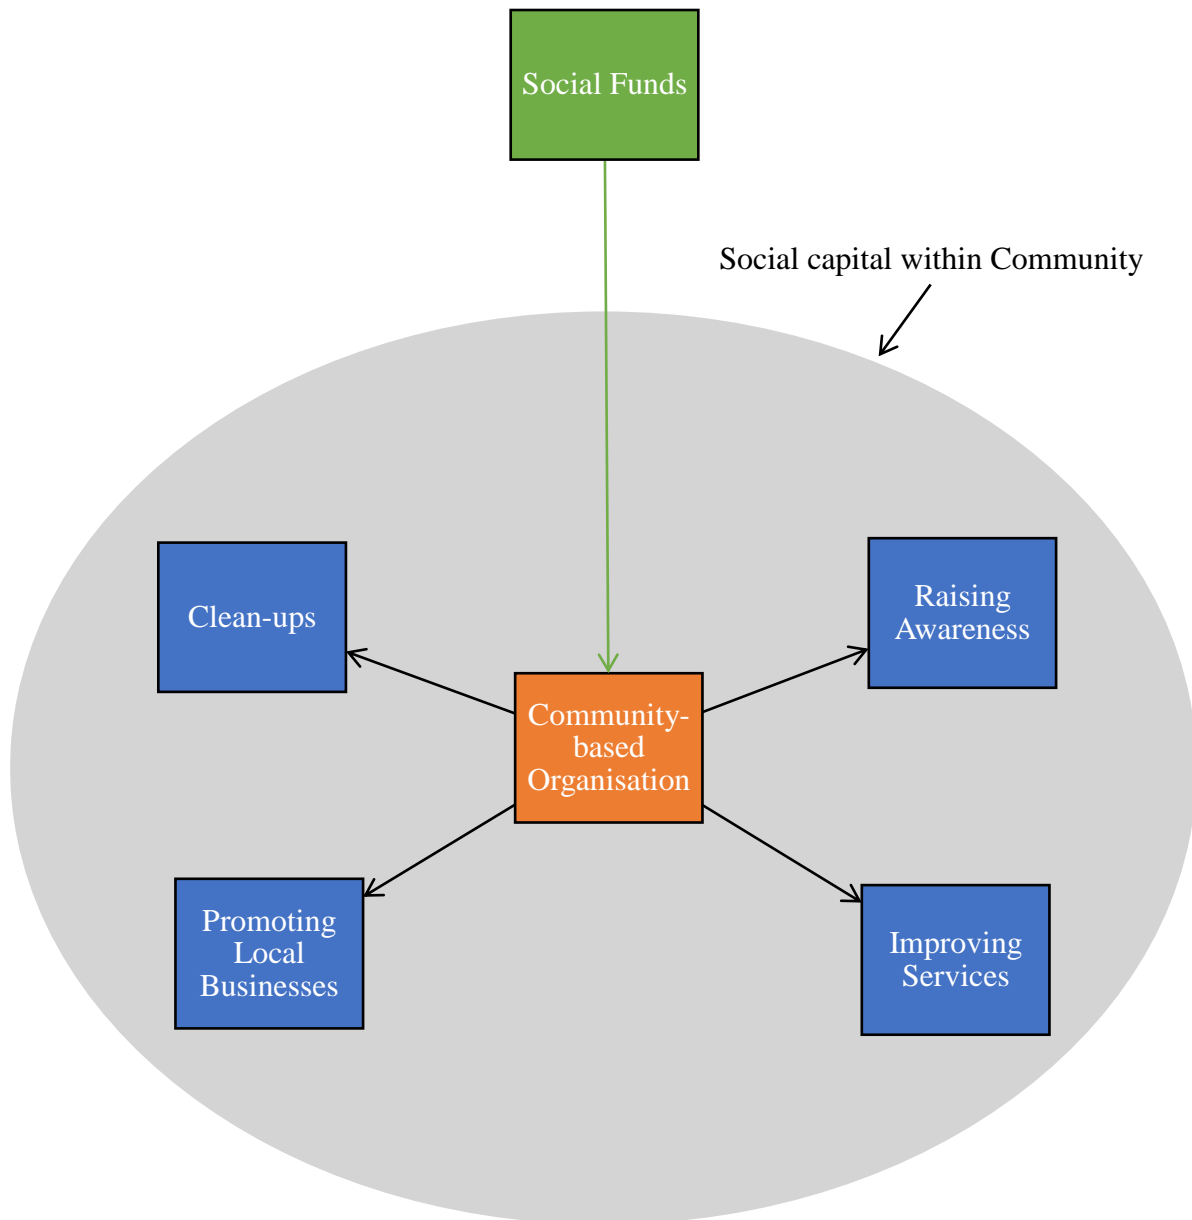 Social Funds
Social capital within Community
Clean-ups
Raising
Awareness
Community-
based
Organisation
Promoting
Local
Businesses
Improving
Services